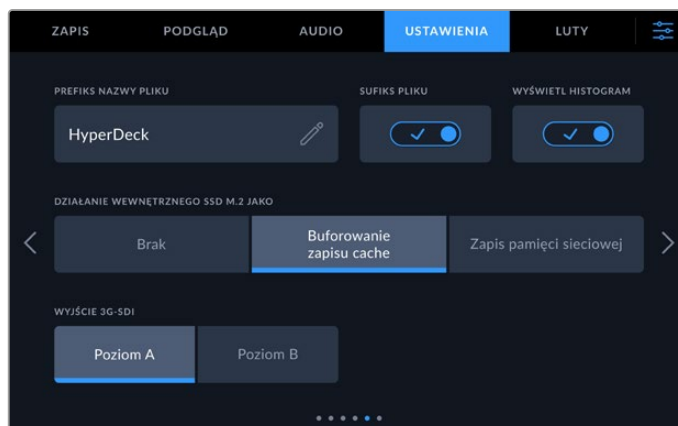 ZAPIS PODGLĄD AUDIO USTAWIENIA LUTY
PREFIKS NAZWY PLIKU SUFIKS PLIKU WYŚWIETL HISTOGRAM
HyperDeck
DZIAŁANIE WEWNĘTRZNEGO SSD M.2 JAKO
Brak Buforowanie zapisu cache Zapis pamięci sieciowej
WYJŚCIE 3G-SDI
Poziom A Poziom B